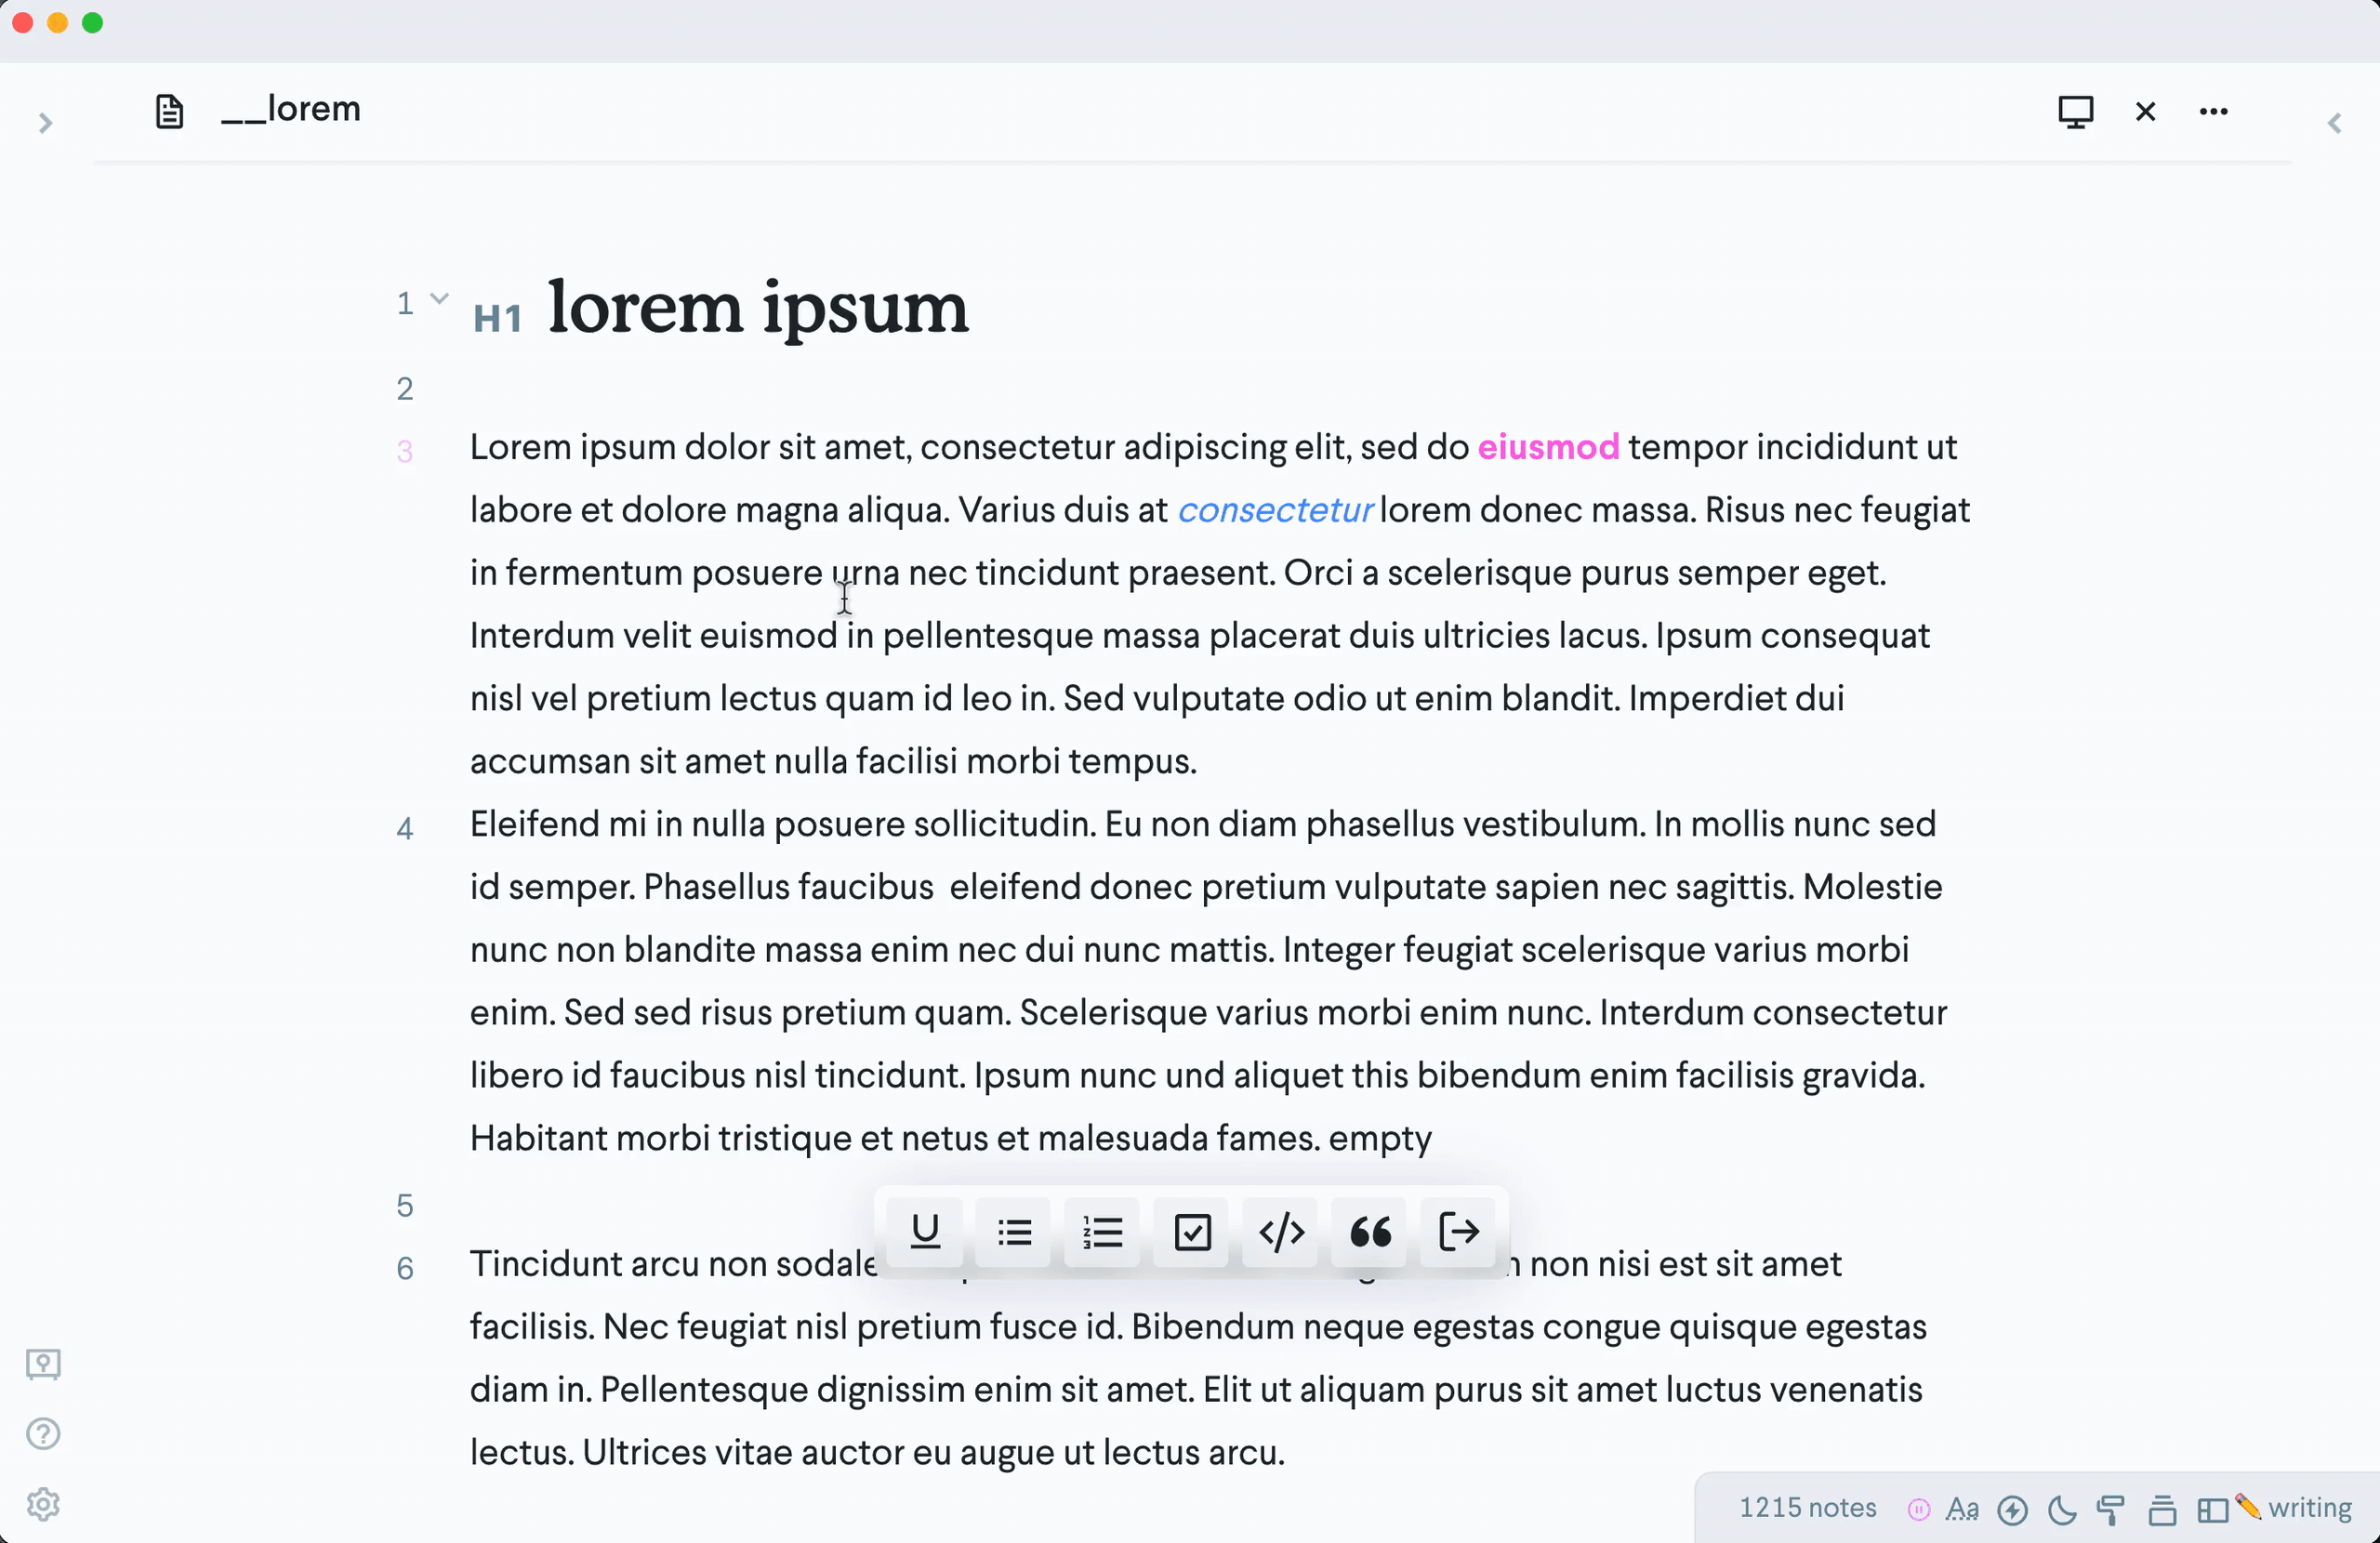 __lorem
1 H1 lorem ipsum
2
3 Lorem ipsum dolor sit amet, consectetur adipiscing elit, sed do eiusmod tempor incididunt ut
labore et dolore magna aliqua. Varius duis at consectetur lorem donec massa. Risus nec feugiat
in fermentum posuere urna nec tincidunt praesent. Orci a scelerisque purus semper eget.
Interdum velit euismod in pellentesque massa placerat duis ultricies lacus. Ipsum consequat
nisl vel pretium lectus quam id leo in. Sed vulputate odio ut enim blandit. Imperdiet dui
accumsan sit amet nulla facilisi morbi tempus.
4 Eleifend mi in nulla posuere sollicitudin. Eu non diam phasellus vestibulum. In mollis nunc sed
id semper. Phasellus faucibus  eleifend donec pretium vulputate sapien nec sagittis. Molestie
nunc non blandite massa enim nec dui nunc mattis. Integer feugiat scelerisque varius morbi
enim. Sed sed risus pretium quam. Scelerisque varius morbi enim nunc. Interdum consectetur
libero id faucibus nisl tincidunt. Ipsum nunc und aliquet this bibendum enim facilisis gravida.
Habitant morbi tristique et netus et malesuada fames. empty
5
6 Tincidunt arcu non non nisi est sit amet
facilisis. Nec feugiat nisl pretium fusce id. Bibendum neque egestas congue quisque egestas
diam in. Pellentesque dignissim enim sit amet. Elit ut aliquam purus sit amet luctus venenatis
lectus. Ultrices vitae auctor eu augue ut lectus arcu.
1215 notes Aa writing